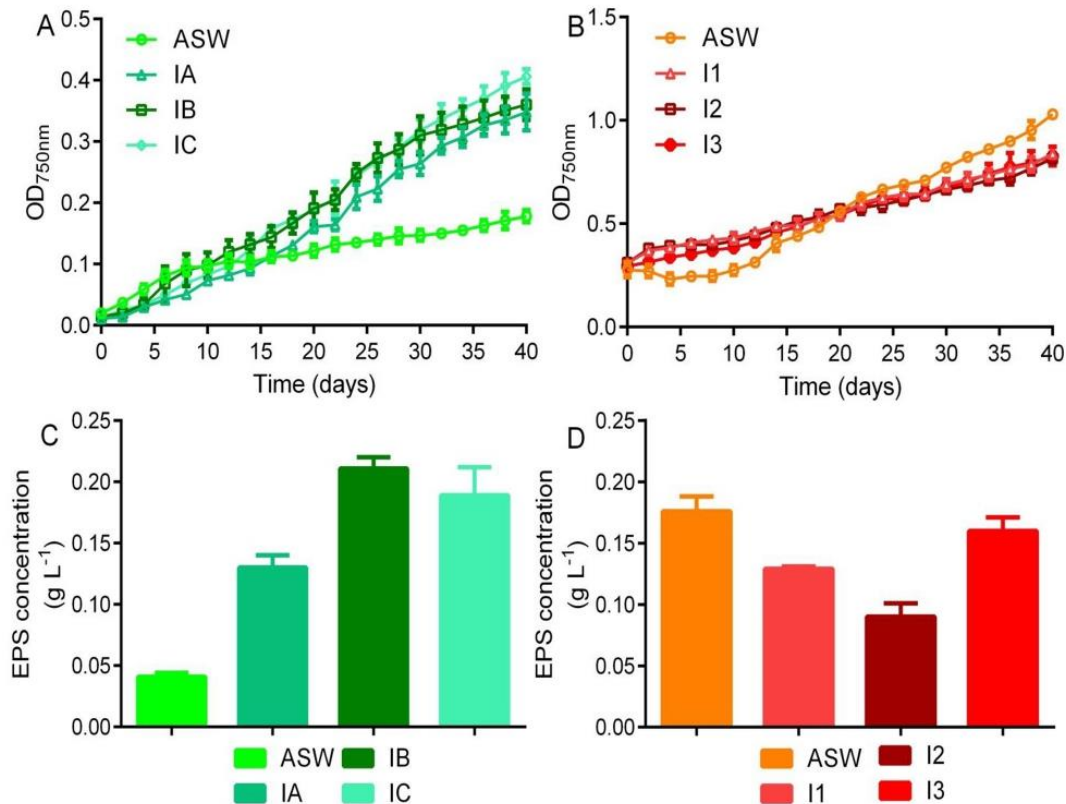 A
ASW
IA
IB
IC
OD750nm
0.5
0.4
0.3
0.2
0.1
0.0
0 5 10 15 20 25 30 35 40
Time (days)
B
ASW
I1
I2
I3
OD750nm
1.5
1.0
0.5
0.0
0 5 10 15 20 25 30 35 40
Time (days)
C
EPS concentration
(g L-1)
0.25
0.20
0.15
0.10
0.05
0.00
ASW IB
IA IC
D
EPS concentration
(g L-1)
0.25
0.20
0.15
0.10
0.05
0.00
ASW I2
I1 I3